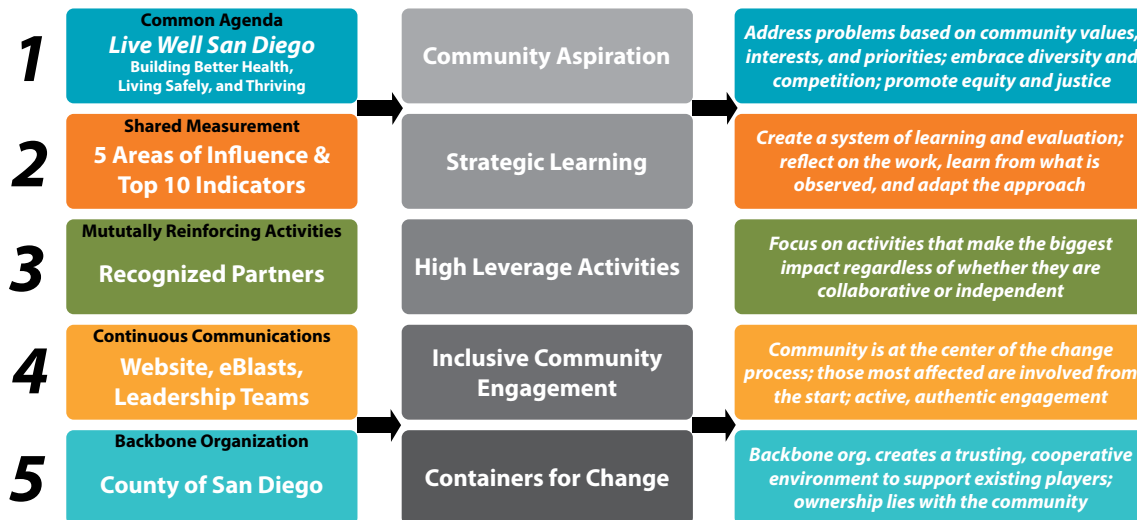 1
Common Agenda
Live Well San Diego
Building Better Health,
Living Safely, and Thriving
Community Aspiration
Address problems based on community values,
interests, and priorities; embrace diversity and
competition; promote equity and justice
2
Shared Measurement
5 Areas of Influence &
Top 10 Indicators
Strategic Learning
Create a system of learning and evaluation;
reflect on the work, learn from what is
observed, and adapt the approach
3
Mututally Reinforcing Activities
Recognized Partners
High Leverage Activities
Focus on activities that make the biggest
impact regardless of whether they are
collaborative or independent
4
Continuous Communications
Website, eBlasts,
Leadership Teams
Inclusive Community
Engagement
Community is at the center of the change
process; those most affected are involved from
the start; active, authentic engagement
5
Backbone Organization
County of San Diego
Containers for Change
Backbone org. creates a trusting, cooperative
environment to support existing players;
ownership lies with the community